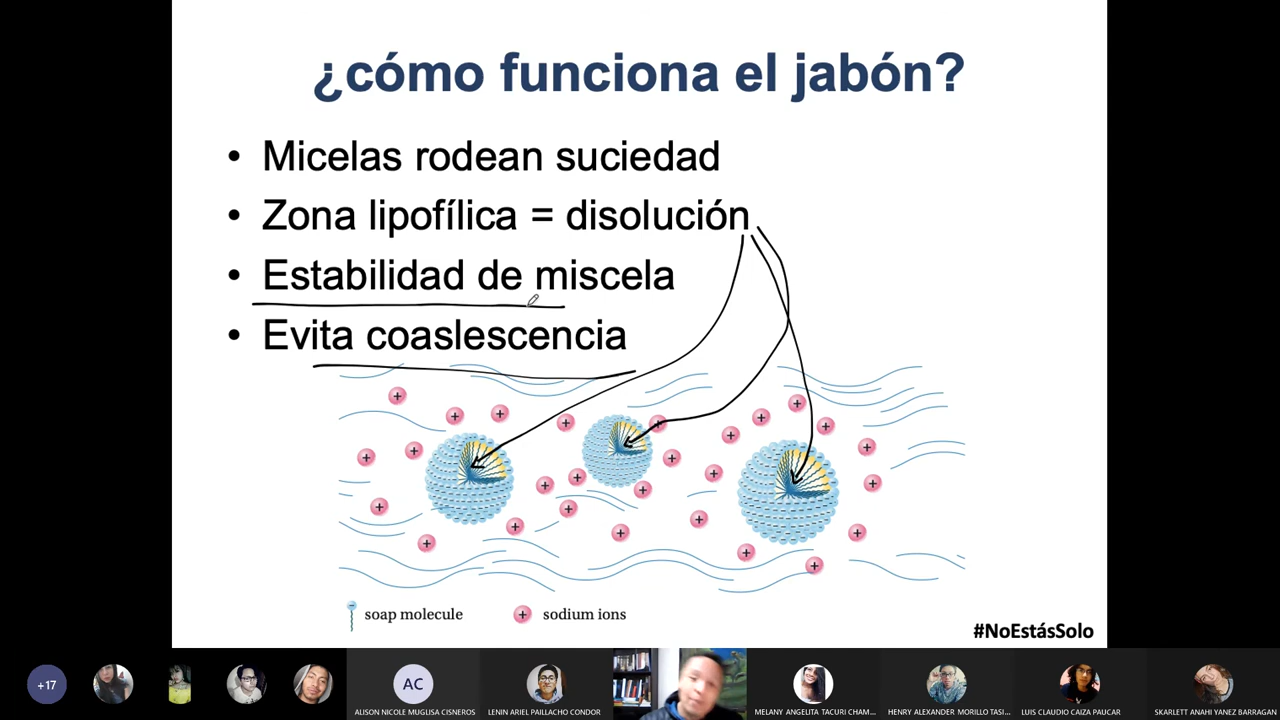 ¿cómo funciona el jabón?
• Micelas rodean suciedad
• Zona lipofílica = disolución
• Estabilidad de miscela
• Evita coaslescencia
soap molecule
sodium ions
#NoEstásSolo
+17
AC
ALISON NICOLE MUGLISA CISNEROS
LENIN ARIEL PAILLACHO CONDOR
MELANY ANGELITA TACURI CHAM...
HENRY ALEXANDER MORILLO TASI...
LUIS CLAUDIO CAIZA PAUCAR
SKARLETT ANAHI YANEZ BARRAGAN